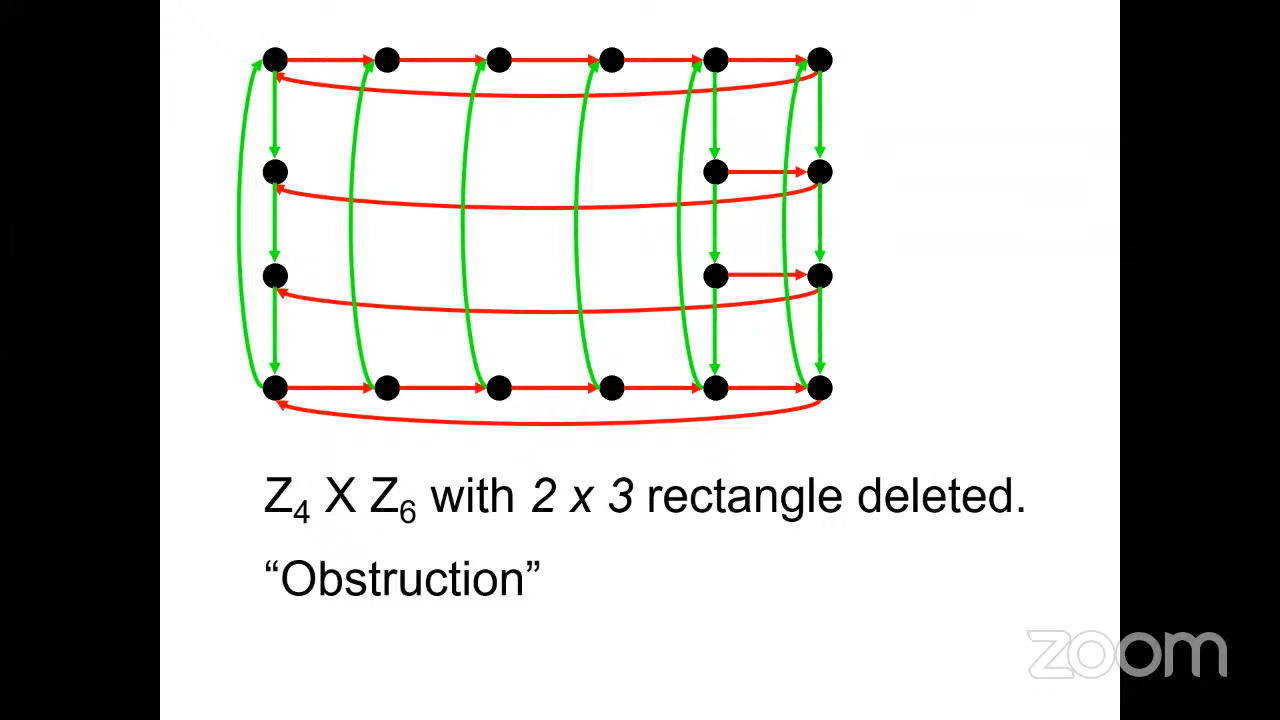 Z₄ X Z₆ with 2 x 3 rectangle deleted.
“Obstruction”
zoom